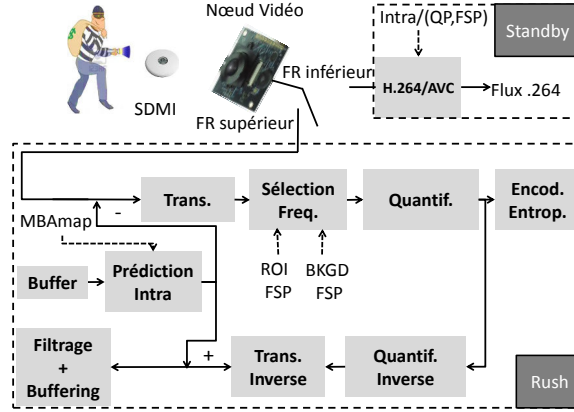 Nœud Vidéo
Intra/(QP,FSP)
Standby
SDMI
FR inférieur
H.264/AVC
Flux .264
FR supérieur
-
Trans.
Sélection
Freq.
Quantif.
Encod.
Entrop.
MBAmap
Buffer
Prédiction
Intra
ROI
FSP
BKGD
FSP
Filtrage
+
Buffering
+
Trans.
Inverse
Quantif.
Inverse
Rush